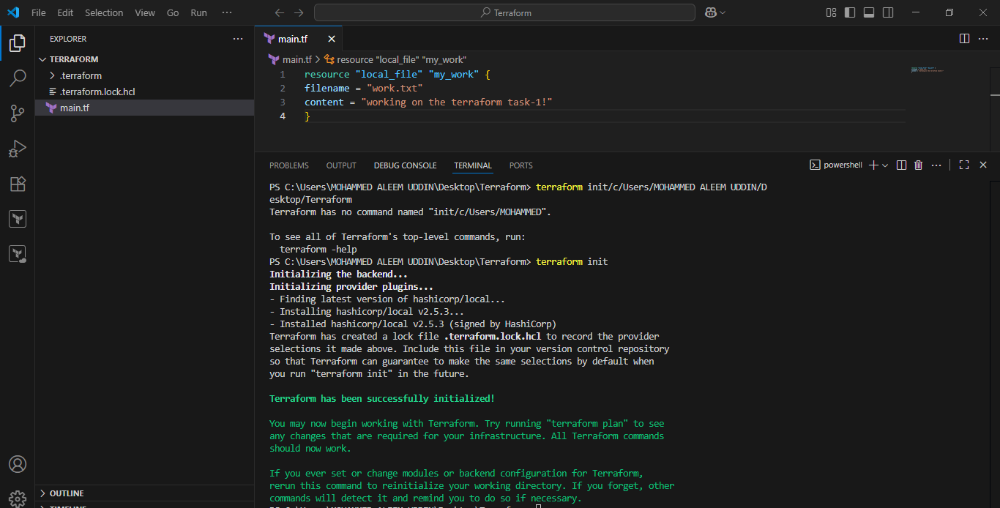 File Edit Selection View Go Run ··· Terraform
EXPLORER ···
TERRAFORM
.terraform
.terraform.lock.hcl
main.tf
OUTLINE
TIMELINE
main.tf
main.tf > resource "local_file" "my_work"
1 resource "local_file" "my_work" {
2 filename = "work.txt"
3 content = "working on the terraform task-1!"
4 }
PROBLEMS OUTPUT DEBUG CONSOLE TERMINAL PORTS powershell
PS C:\Users\MOHAMMED ALEEM UDDIN\Desktop\Terraform> terraform init/c/Users/MOHAMMED ALEEM UDDIN/D
esktop/Terraform
Terraform has no command named "init/c/Users/MOHAMMED".
To see all of Terraform's top-level commands, run:
terraform -help
PS C:\Users\MOHAMMED ALEEM UDDIN\Desktop\Terraform> terraform init
Initializing the backend...
Initializing provider plugins...
- Finding latest version of hashicorp/local...
- Installing hashicorp/local v2.5.3...
- Installed hashicorp/local v2.5.3 (signed by HashiCorp)
Terraform has created a lock file .terraform.lock.hcl to record the provider
selections it made above. Include this file in your version control repository
so that Terraform can guarantee to make the same selections by default when
you run "terraform init" in the future.
Terraform has been successfully initialized!
You may now begin working with Terraform. Try running "terraform plan" to see
any changes that are required for your infrastructure. All Terraform commands
should now work.
If you ever set or change modules or backend configuration for Terraform,
rerun this command to reinitialize your working directory. If you forget, other
commands will detect it and remind you to do so if necessary.